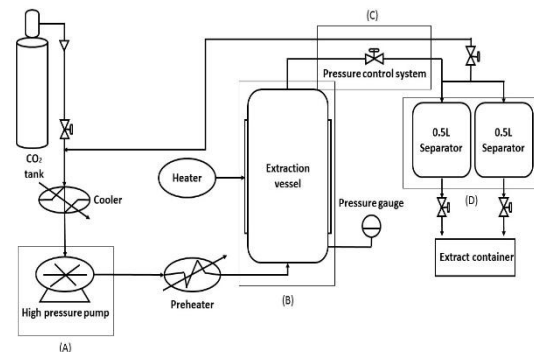 (C)
Pressure control system
CO2
tank
Cooler
Heater
Extraction
vessel
0.5L
Separator
0.5L
Separator
Pressure gauge
(D)
Extract container
High pressure pump
Preheater
(B)
(A)